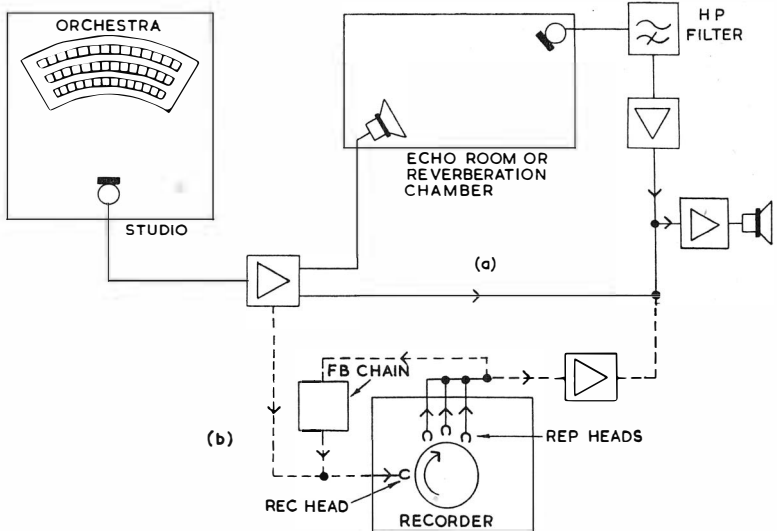 ORCHESTRA
STUDIO
ECHO ROOM OR
REVERBERATION
CHAMBER
HP
FILTER
(a)
FB CHAIN
(b)
REP HEADS
REC HEAD
RECORDER